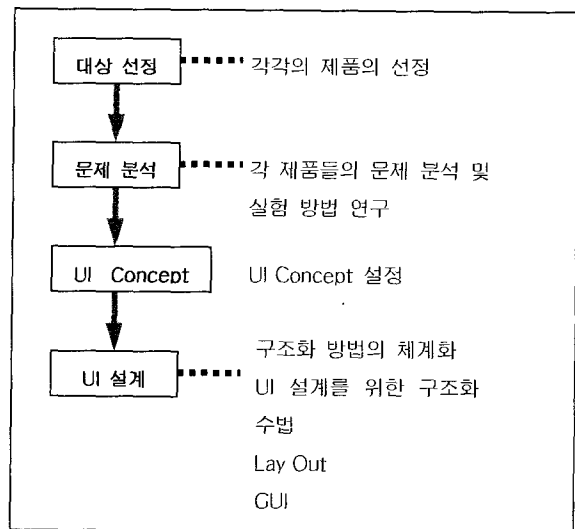 대상 선정 각각의 제품의 선정
문제 분석 각 제품들의 문제 분석 및
실험 방법 연구
UI Concept UI Concept 설정
구조화 방법의 체계화
UI 설계 UI 설계를 위한 구조화
수법
Lay Out
GUI